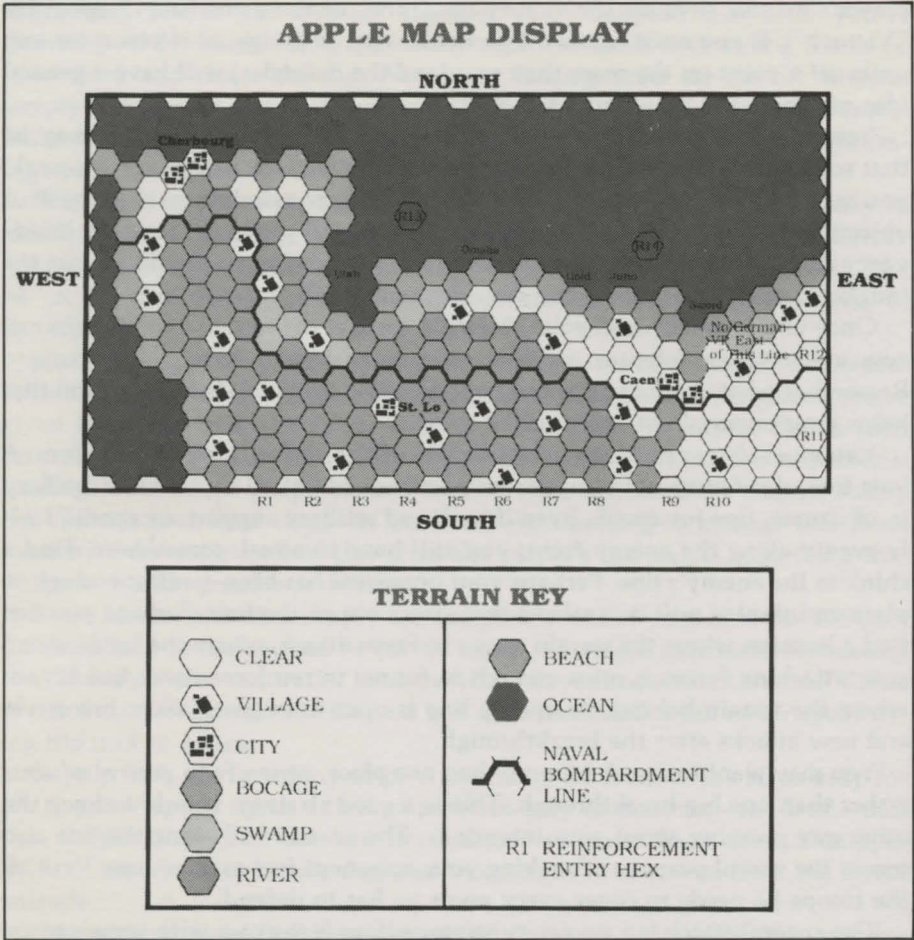 APPLE MAP DISPLAY
NORTH
Cherbourg
R13
R14
Omaha
WEST
Utah
Gold
Juno
EAST
Sword
No German
VP East
of This Line
R12
Caen
St. Lo
R11
R1
R2
R3
R4
R5
R6
R7
R8
R9
R10
SOUTH
TERRAIN KEY
CLEAR
VILLAGE
CITY
BOCAGE
SWAMP
RIVER
BEACH
OCEAN
NAVAL
BOMBARDMENT
LINE
R1 REINFORCEMENT
ENTRY HEX